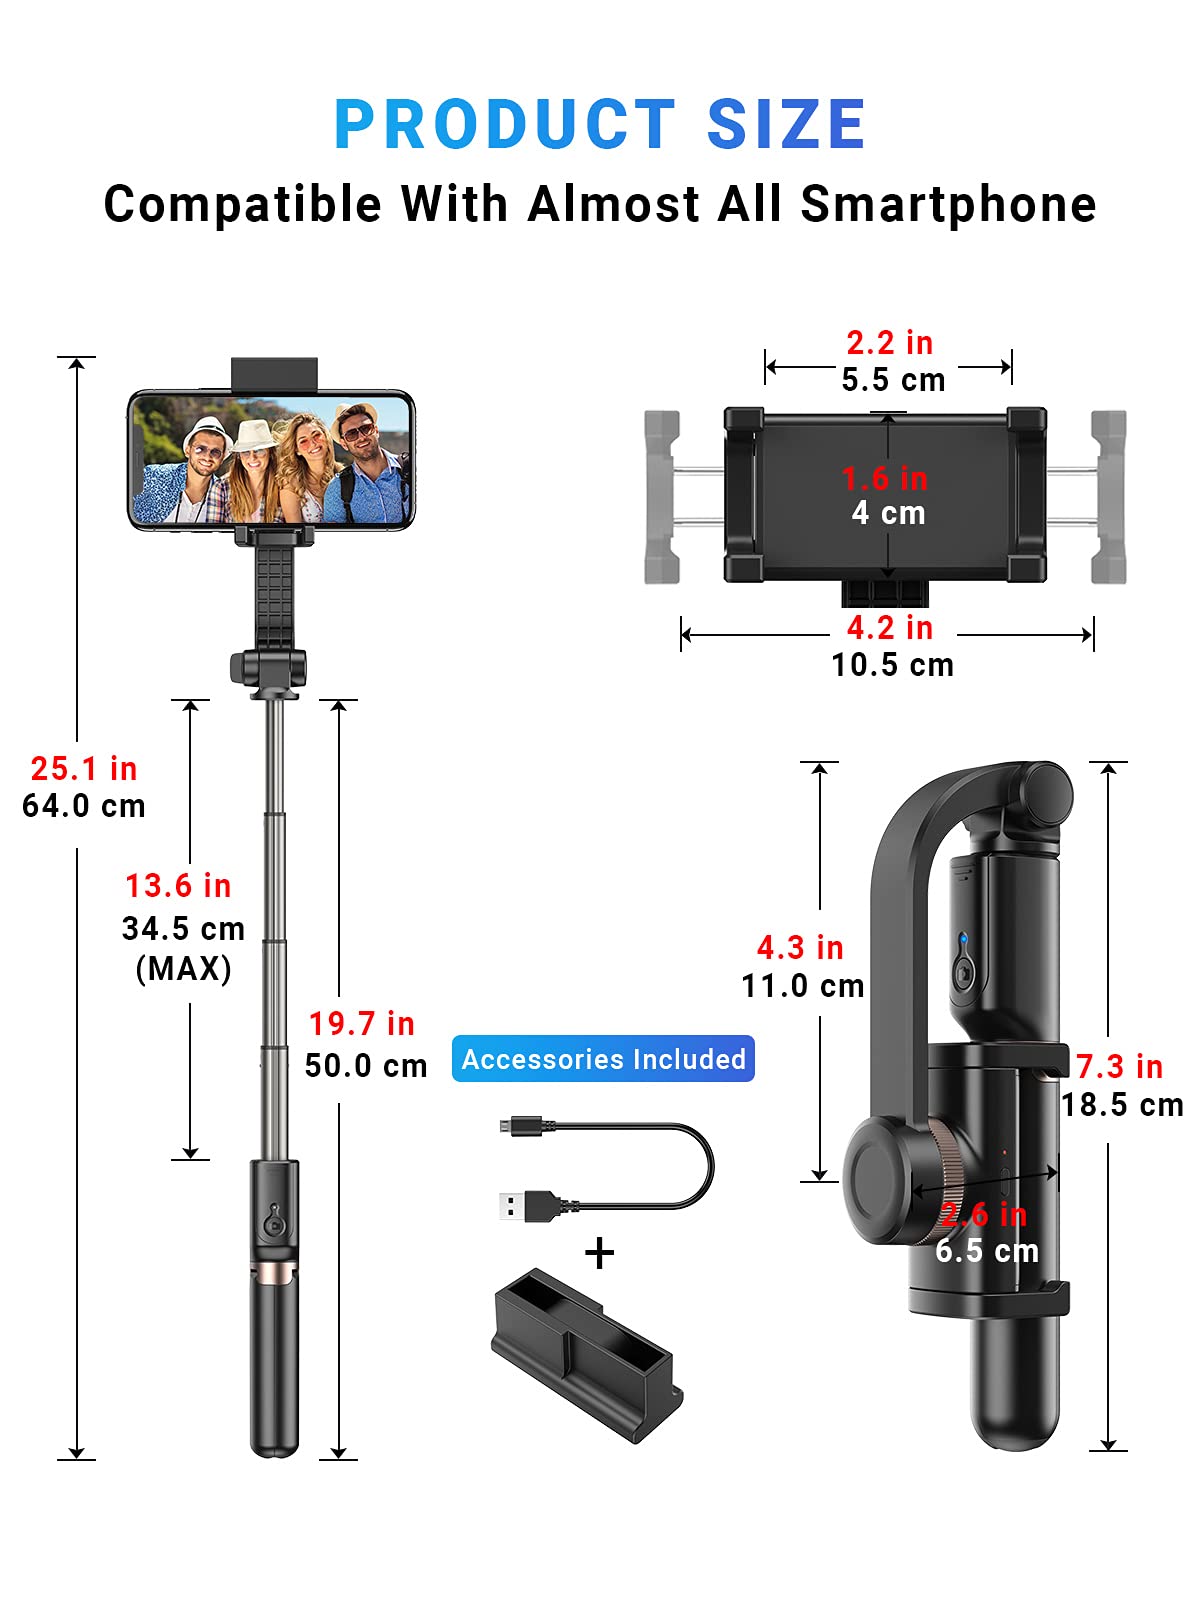 PRODUCT SIZE
Compatible With Almost All Smartphone
2.2 in
5.5 cm
1.6 in
4 cm
4.2 in
10.5 cm
25.1 in
64.0 cm
13.6 in
34.5 cm
(MAX)
19.7 in
50.0 cm
Accessories Included
+
4.3 in
11.0 cm
7.3 in
18.5 cm
2.6 in
6.5 cm